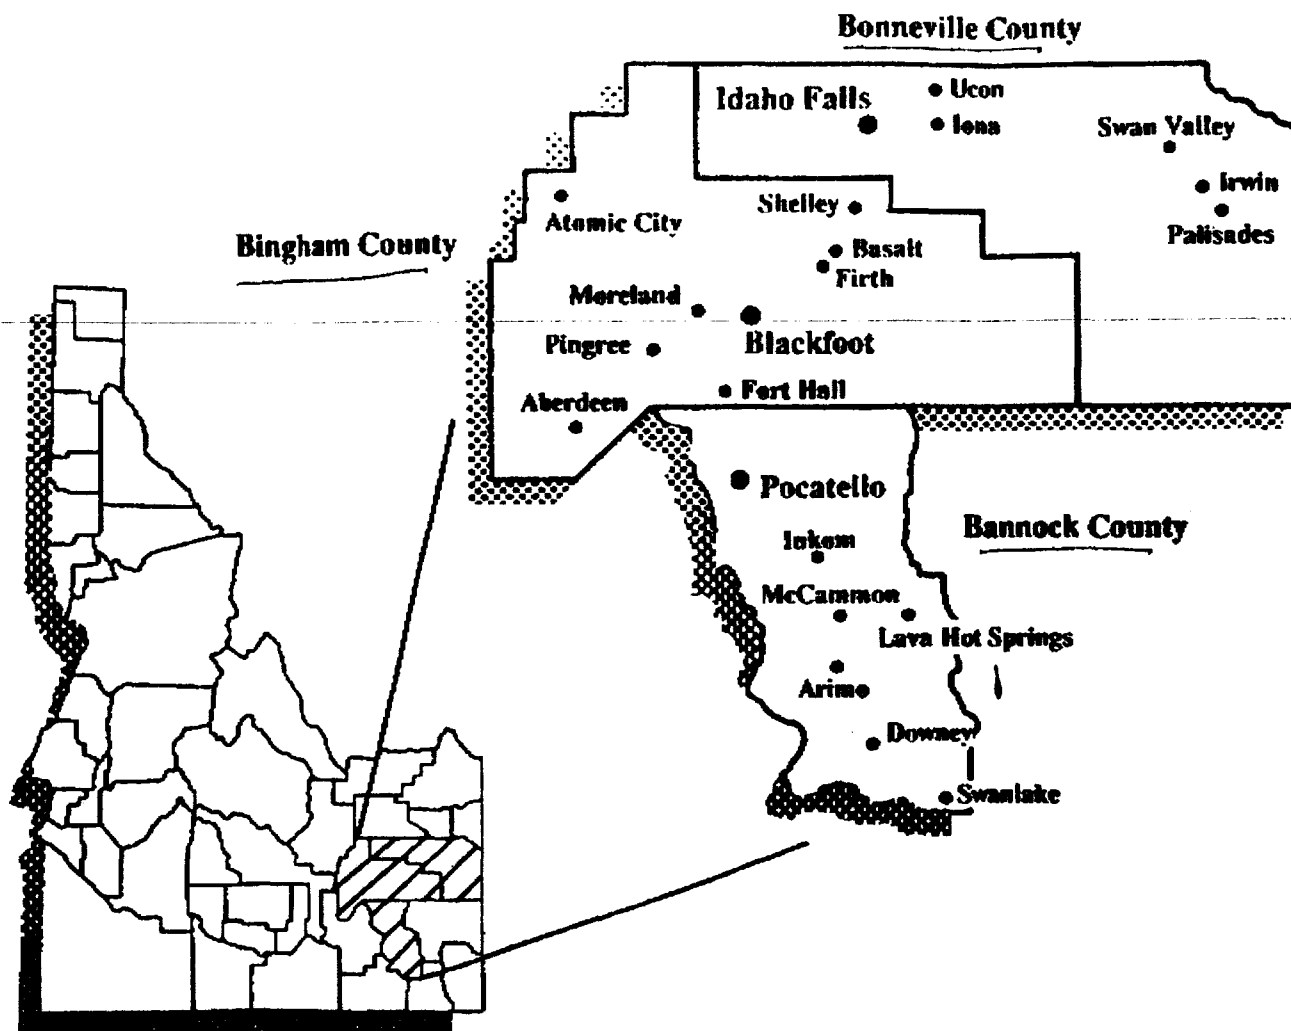 Bonneville County
Idaho Falls
Ucon
Iona
Swan Valley
Irwin
Palisades
Shelley
Atomic City
Bingham County
Basalt
Firth
Moreland
Blackfoot
Pingree
Fort Hall
Aberdeen
Pocatello
Bannock County
Inkom
McCammon
Lava Hot Springs
Arimo
Downey
Swanlake